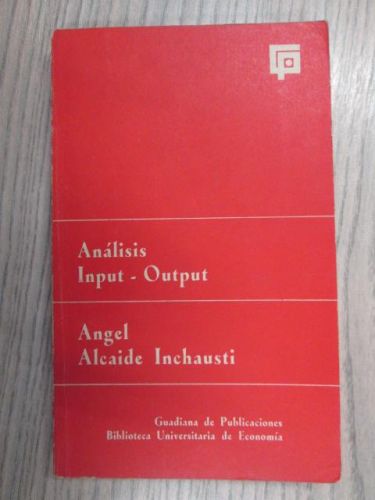 Análisis
Input - Output
Angel
Alcaide Inchausti
Guadiana de Publicaciones
Biblioteca Universitaria de Economía